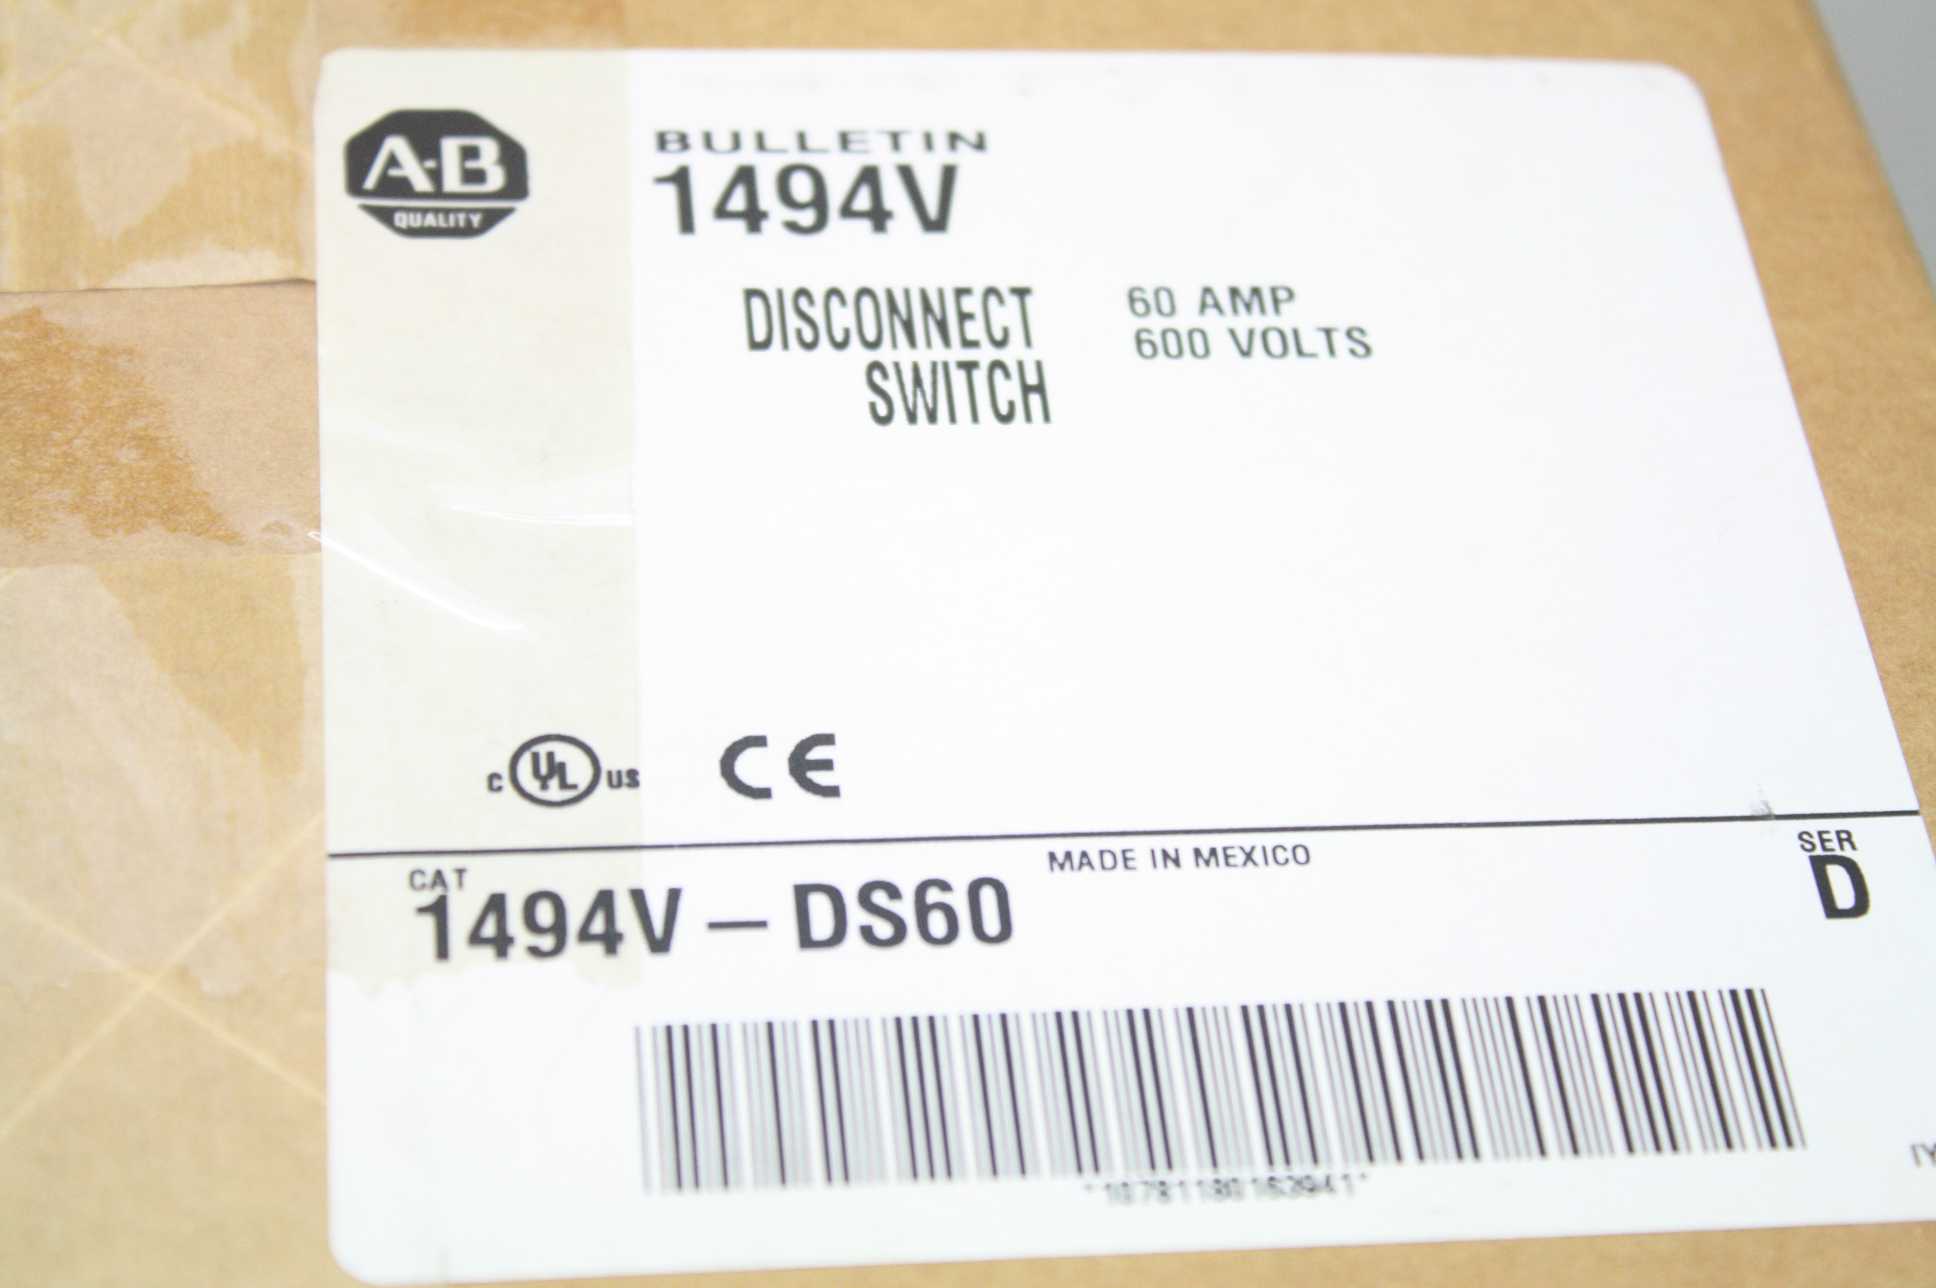 A-B
QUALITY
BULLETIN
1494V
DISCONNECT
SWITCH
60 AMP
600 VOLTS
C UL US
CE
CAT
1494V-DS60
MADE IN MEXICO
SER
D